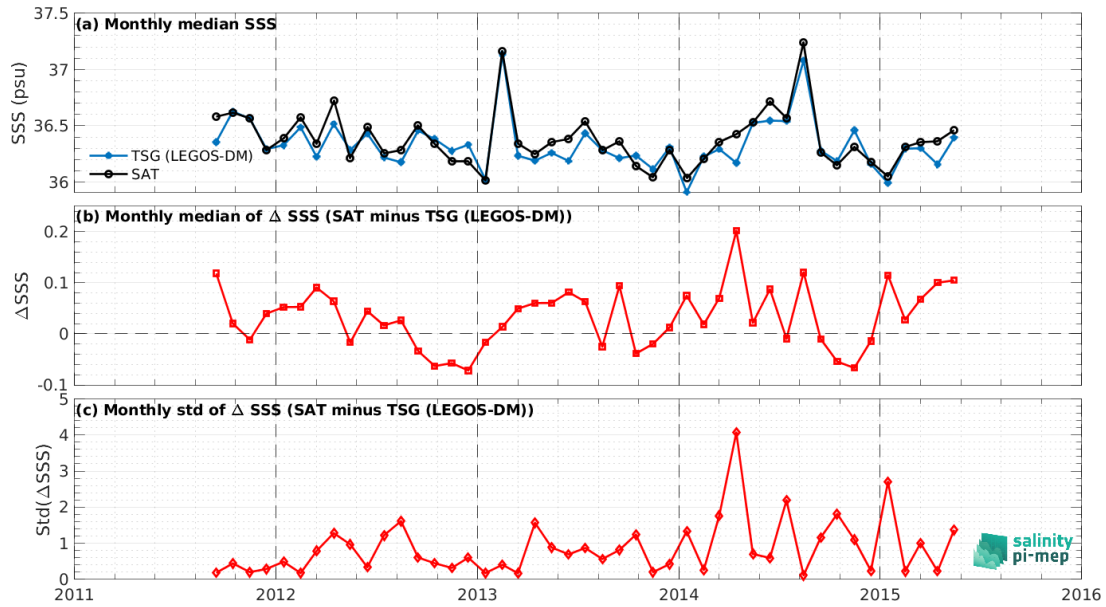 (a) Monthly median SSS
37.5
37
36.5
36
SSS (psu)
TSG (LEGOS-DM)
SAT
(b) Monthly median of Δ SSS (SAT minus TSG (LEGOS-DM))
0.2
0.1
0
-0.1
ΔSSS
(c) Monthly std of Δ SSS (SAT minus TSG (LEGOS-DM))
5
4
3
2
1
0
Std(ΔSSS)
salinity
pi-mep
2011 2012 2013 2014 2015 2016